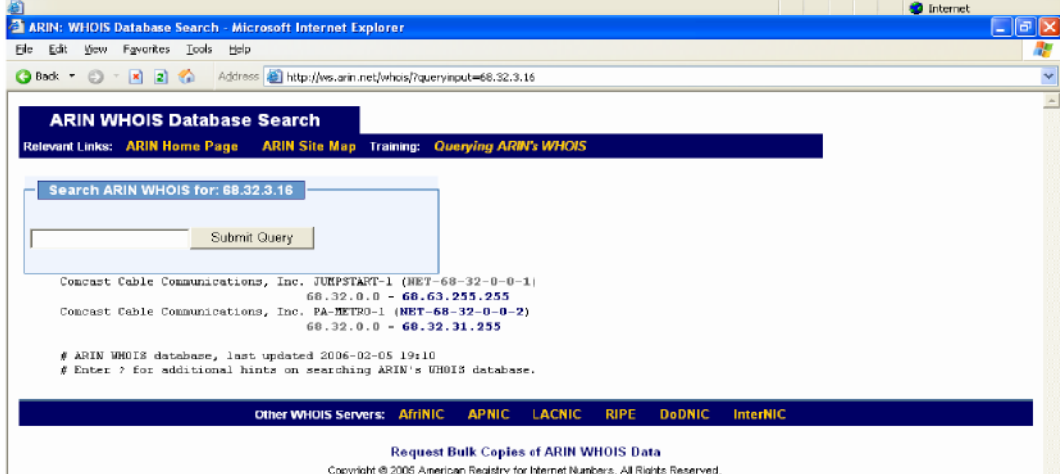 Internet
ARIN: WHOIS Database Search - Microsoft Internet Explorer
File Edit View Favorites Tools Help
Back Address http://ws.arin.net/whois/?queryinput=68.32.3.16
ARIN WHOIS Database Search
Relevant Links: ARIN Home Page ARIN Site Map Training: Querying ARIN's WHOIS
Search ARIN WHOIS for: 68.32.3.16
Submit Query
Comcast Cable Communications, Inc. JUMPSTART-1 (NET-68-32-0-0-1)
68.32.0.0 - 68.63.255.255
Comcast Cable Communications, Inc. PA-METRO-1 (NET-68-32-0-0-2)
68.32.0.0 - 68.32.31.255
# ARIN WHOIS database, last updated 2006-02-05 19:10
# Enter ? for additional hints on searching ARIN's WHOIS database.
Other WHOIS Servers: AfriNIC APNIC LACNIC RIPE DoDNIC InterNIC
Request Bulk Copies of ARIN WHOIS Data
Copyright © 2005 American Registry for Internet Numbers. All Rights Reserved.